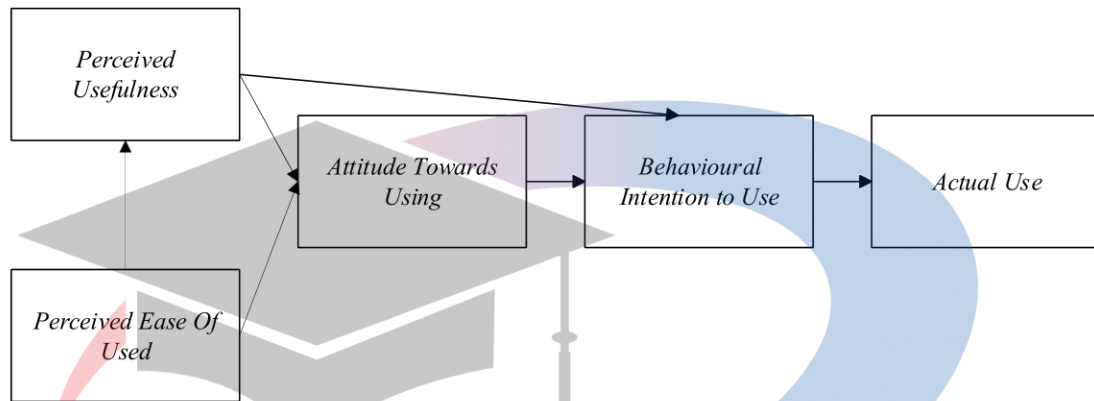 Perceived
Usefulness
Attitude Towards
Using
Behavioural
Intention to Use
Actual Use
Perceived Ease Of
Used